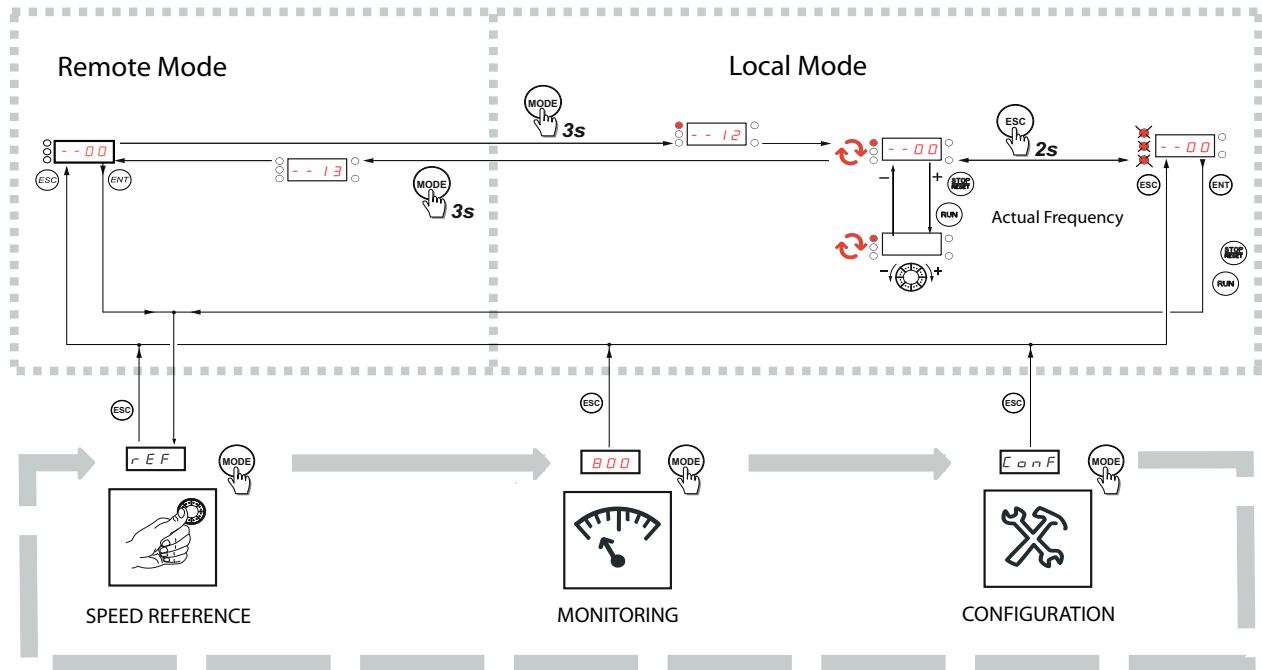 Remote Mode
Local Mode
MODE
3s
- - 12
- - 00
ESC
ENT
- - 13
MODE
3s
- - 00
ESC
2s
- - 00
- +
STOP RESET
RUN
Actual Frequency
- +
ESC
ENT
STOP RESET
RUN
ESC
ESC
ESC
rEF
MODE
800
MODE
ConF
MODE
SPEED REFERENCE
MONITORING
CONFIGURATION